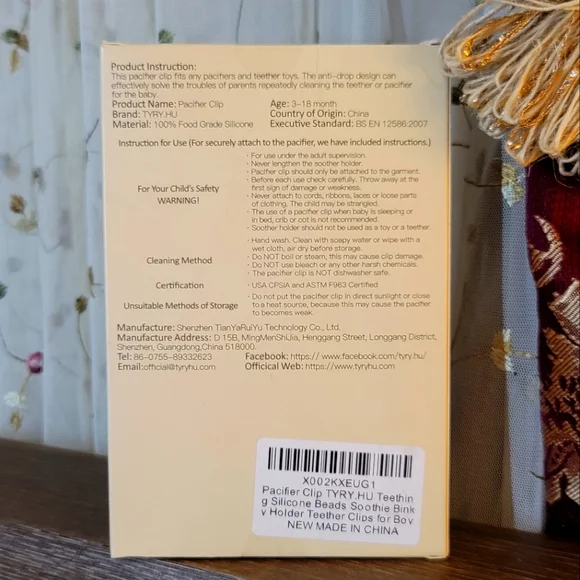 Product Instruction:
This pacifier clip fits any pacifiers and teether toys. The anti-drop design can
effectively solve the troubles of parents repeatedly cleaning the teether or pacifier
for the baby.
Product Name: Pacifier Clip Age: 3-18 month
Brand: TYRY.HU Country of Origin: China
Material: 100% Food Grade Silicone Executive Standard: BS EN 12586:2007
Instruction for Use (For securely attach to the pacifier, we have included instructions.)
For Your Child's Safety
WARNING!
· For use under the adult supervision.
· Never lengthen the soother holder.
· Pacifier clip should only be attached to the garment.
· Before each use check carefully. Throw away at the
first sign of damage or weakness.
· Never attach to cords, ribbons, laces or loose parts
of clothing. The child may be strangled.
· The use of a pacifier clip when baby is sleeping or
in bed, crib or cot is not recommended.
· Soother holder should not be used as a toy or a teether.
Cleaning Method
· Hand wash. Clean with soapy water or wipe with a
wet cloth, air dry before storage.
· Do NOT boil or steam, this may cause clip damage.
· Do NOT use bleach or any other harsh chemicals.
· The pacifier clip is NOT dishwasher safe.
Certification
· USA CPSIA and ASTM F963 Certified
Unsuitable Methods of Storage
· Do not put the pacifier clip in direct sunlight or close
to a heat source, because this may cause the pacifier
to becomes weak.
Manufacture: Shenzhen TianYaRuiYu Technology Co., Ltd.
Manufacture Address: D 15B, MingMenShiJia, Henggang Street, Longgang District,
Shenzhen, Guangdong,China 518000.
Tel: 86-0755-89332623 Facebook: https:// www.facebook.com/tyry.hu/
Email:official@tyryhu.com Officical Web: https://www.tyryhu.com
X002KXEUG1
Pacifier Clip TYRY.HU Teethin
g Silicone Beads Soothie Bink
y Holder Teether Clips for Boy
NEW MADE IN CHINA